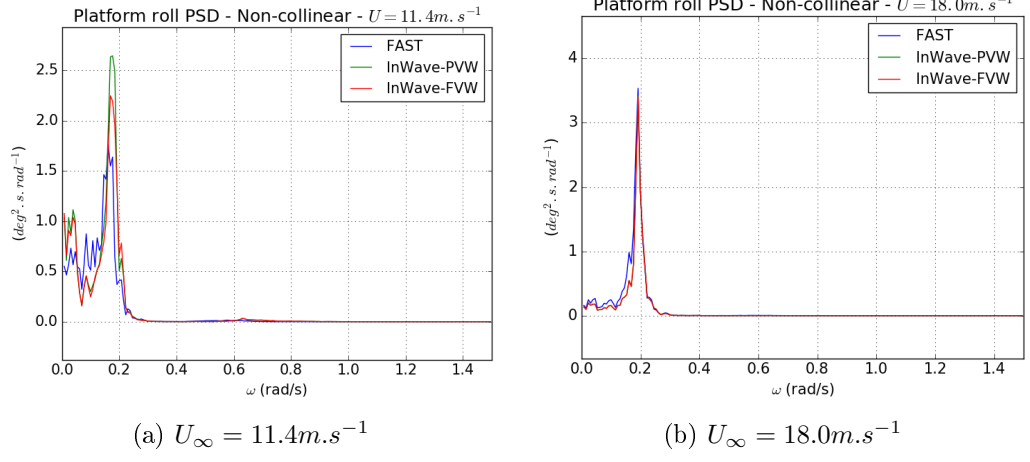 Platform roll PSD - Non-collinear - U = 11.4m.s⁻¹
FAST
InWave-PVW
InWave-FVW
2.5
2.0
1.5
1.0
0.5
0.0
(deg².s.rad⁻¹)
0.0 0.2 0.4 0.6 0.8 1.0 1.2 1.4
ω (rad/s)
(a) U∞ = 11.4m.s⁻¹
Platform roll PSD - Non-collinear - U = 18.0m.s⁻¹
FAST
InWave-PVW
InWave-FVW
4
3
2
1
0
(deg².s.rad⁻¹)
0.0 0.2 0.4 0.6 0.8 1.0 1.2 1.4
ω (rad/s)
(b) U∞ = 18.0m.s⁻¹